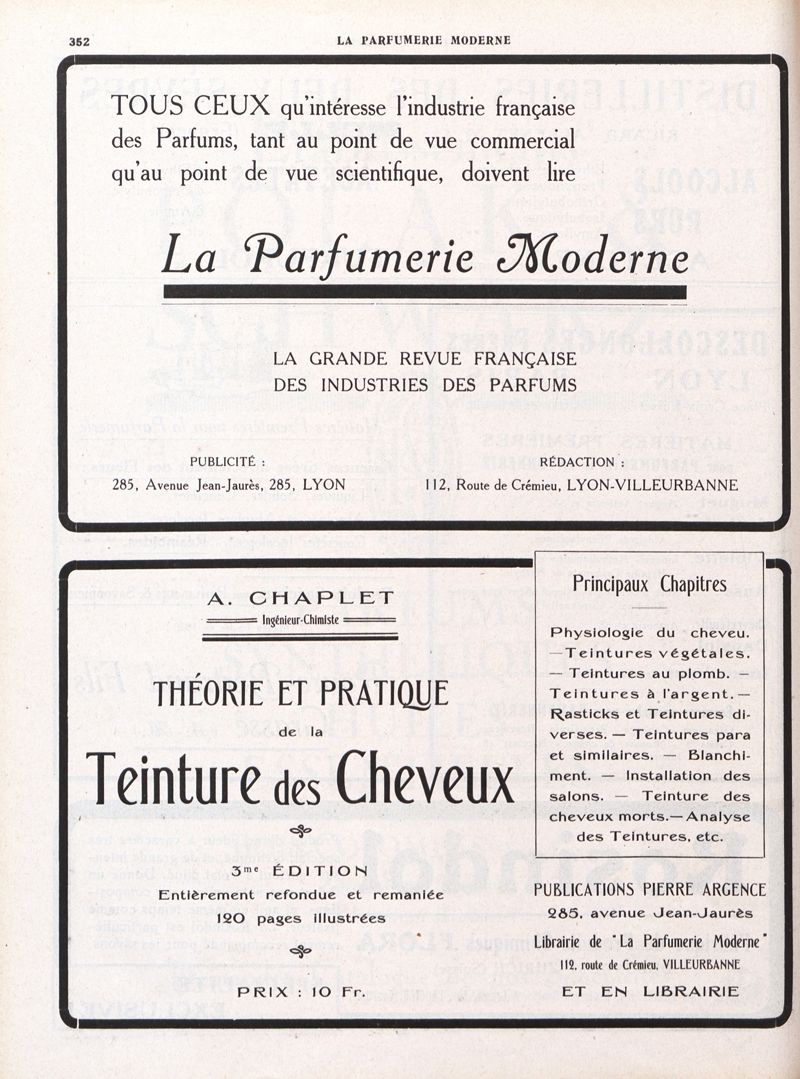 352
LA PARFUMERIE MODERNE
TOUS CEUX qu'intéresse l'industrie française
des Parfums, tant au point de vue commercial
qu'au point de vue scientifique, doivent lire
La Parfumerie Moderne
LA GRANDE REVUE FRANÇAISE
DES INDUSTRIES DES PARFUMS
PUBLICITÉ :
285, Avenue Jean-Jaurès, 285, LYON
RÉDACTION :
112, Route de Crémieu, LYON-VILLEURBANNE
A. CHAPLET
Ingénieur-Chimiste
THÉORIE ET PRATIQUE
de la
Teinture des Cheveux
3me ÉDITION
Entièrement refondue et remaniée
120 pages illustrées
PRIX : 10 Fr.
Principaux Chapitres
Physiologie du cheveu.
— Teintures végétales.
— Teintures au plomb. —
Teintures à l'argent. —
Rasticks et Teintures di-
verses. — Teintures para
et similaires. — Blanchi-
ment. — Installation des
salons. — Teinture des
cheveux morts. — Analyse
des Teintures, etc.
PUBLICATIONS PIERRE ARGENCE
285, avenue Jean-Jaurès
Librairie de "La Parfumerie Moderne"
112, route de Crémieu, VILLEURBANNE
ET EN LIBRAIRIE